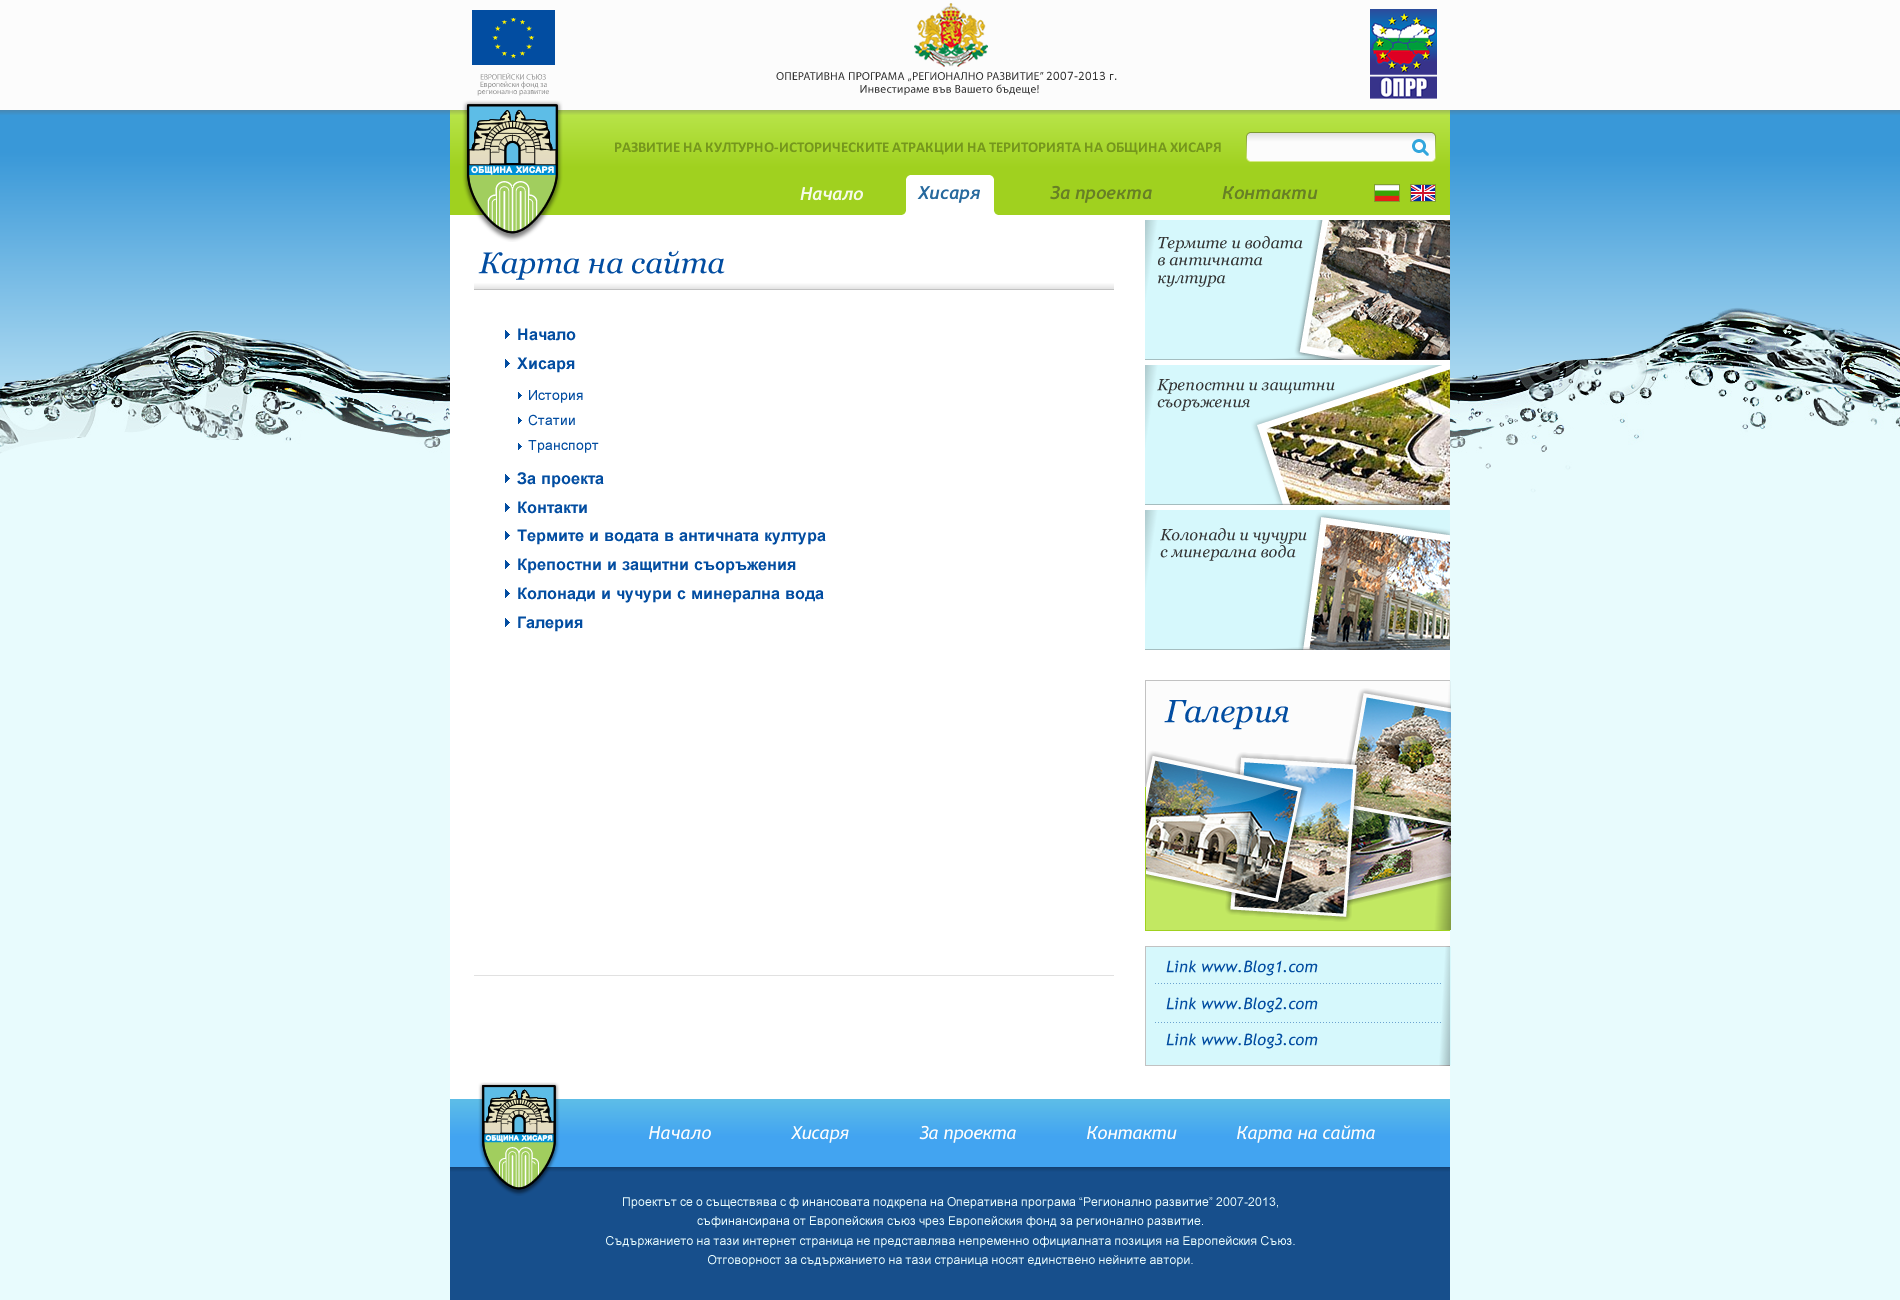 ЕВРОПЕЙСКИ СЪЮЗ
Европейски фонд за
регионално развитие
ОПЕРАТИВНА ПРОГРАМА „РЕГИОНАЛНО РАЗВИТИЕ” 2007-2013 г.
Инвестираме във Вашето бъдеще!
ОПРР
ОБЩИНА ХИСАРЯ
РАЗВИТИЕ НА КУЛТУРНО-ИСТОРИЧЕСКИТЕ АТРАКЦИИ НА ТЕРИТОРИЯТА НА ОБЩИНА ХИСАРЯ
Начало
Хисаря
За проекта
Контакти
Карта на сайта
Начало
Хисаря
История
Статии
Транспорт
За проекта
Контакти
Термите и водата в античната култура
Крепостни и защитни съоръжения
Колонади и чучури с минерална вода
Галерия
Термите и водата
в античната
култура
Крепостни и защитни
съоръжения
Колонади и чучури
с минерална вода
Галерия
Link www.Blog1.com
Link www.Blog2.com
Link www.Blog3.com
ОБЩИНА ХИСАРЯ
Начало
Хисаря
За проекта
Контакти
Карта на сайта
Проектът се о съществява с ф инансовата подкрепа на Оперативна програма “Регионално развитие” 2007-2013,
съфинансирана от Европейския съюз чрез Европейския фонд за регионално развитие.
Съдържанието на тази интернет страница не представлява непременно официалната позиция на Европейския Съюз.
Отговорност за съдържанието на тази страница носят единствено нейните автори.